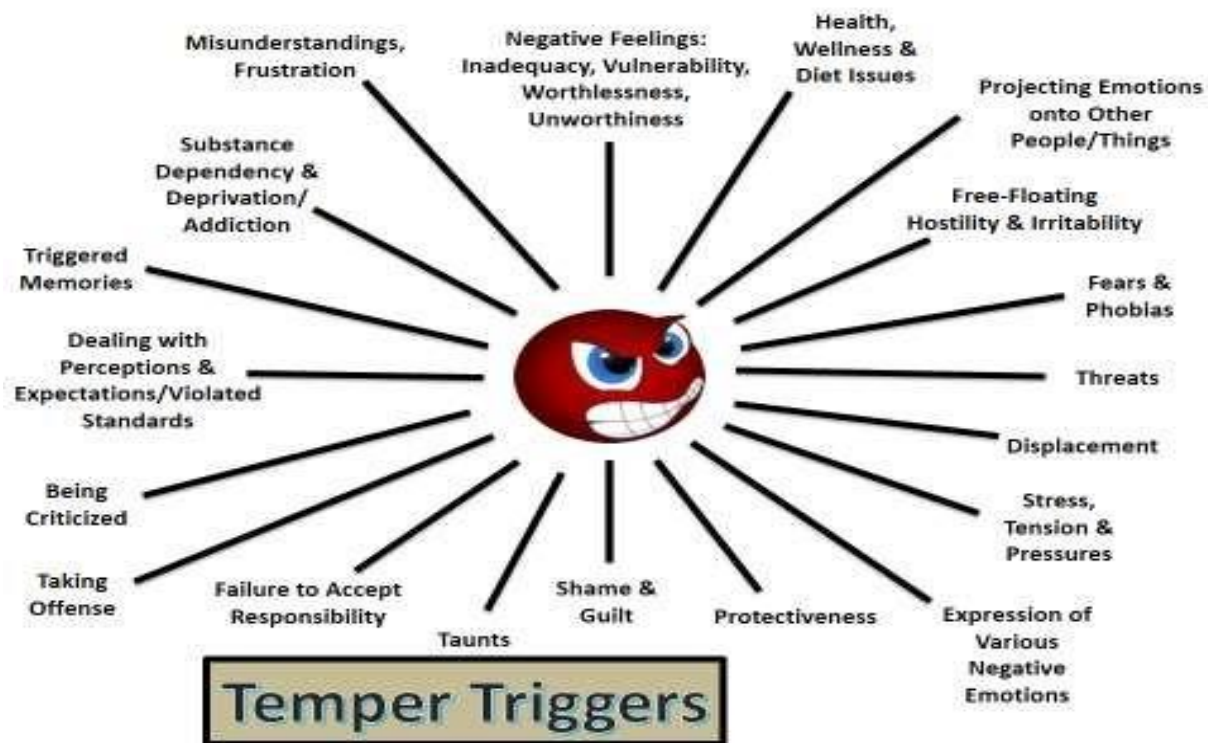 Misunderstandings,
Frustration
Negative Feelings:
Inadequacy, Vulnerability,
Worthlessness,
Unworthiness
Health,
Wellness &
Diet Issues
Projecting Emotions
onto Other
People/Things
Substance
Dependency &
Deprivation/
Addiction
Free-Floating
Hostility & Irritability
Triggered
Memories
Fears &
Phobias
Dealing with
Perceptions &
Expectations/Violated
Standards
Threats
Displacement
Being
Criticized
Stress,
Tension &
Pressures
Taking
Offense
Failure to Accept
Responsibility
Taunts
Shame &
Guilt
Protectiveness
Expression of
Various
Negative
Emotions
Temper Triggers